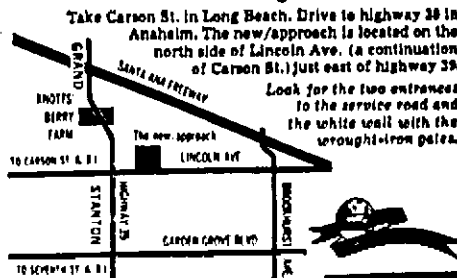 Take Carson St. in Long Beach. Drive to highway 39 in
Anaheim. The new/approach is located on the
north side of Lincoln Ave. (a continuation
of Carson St.) just east of highway 39.
Look for the two entrances
to the service road and
the white wall with the
wrought-iron gates.
GRAND
SANTA ANA FREEWAY
KNOTTS'
BERRY
FARM
The new approach
TO CARSON ST. & B.I
LINCOLN AVE
STANTON
HIGHWAY 39
BROOKHURST AVE
GARDEN GROVE BLVD
TO SEVENTH ST. & B.I